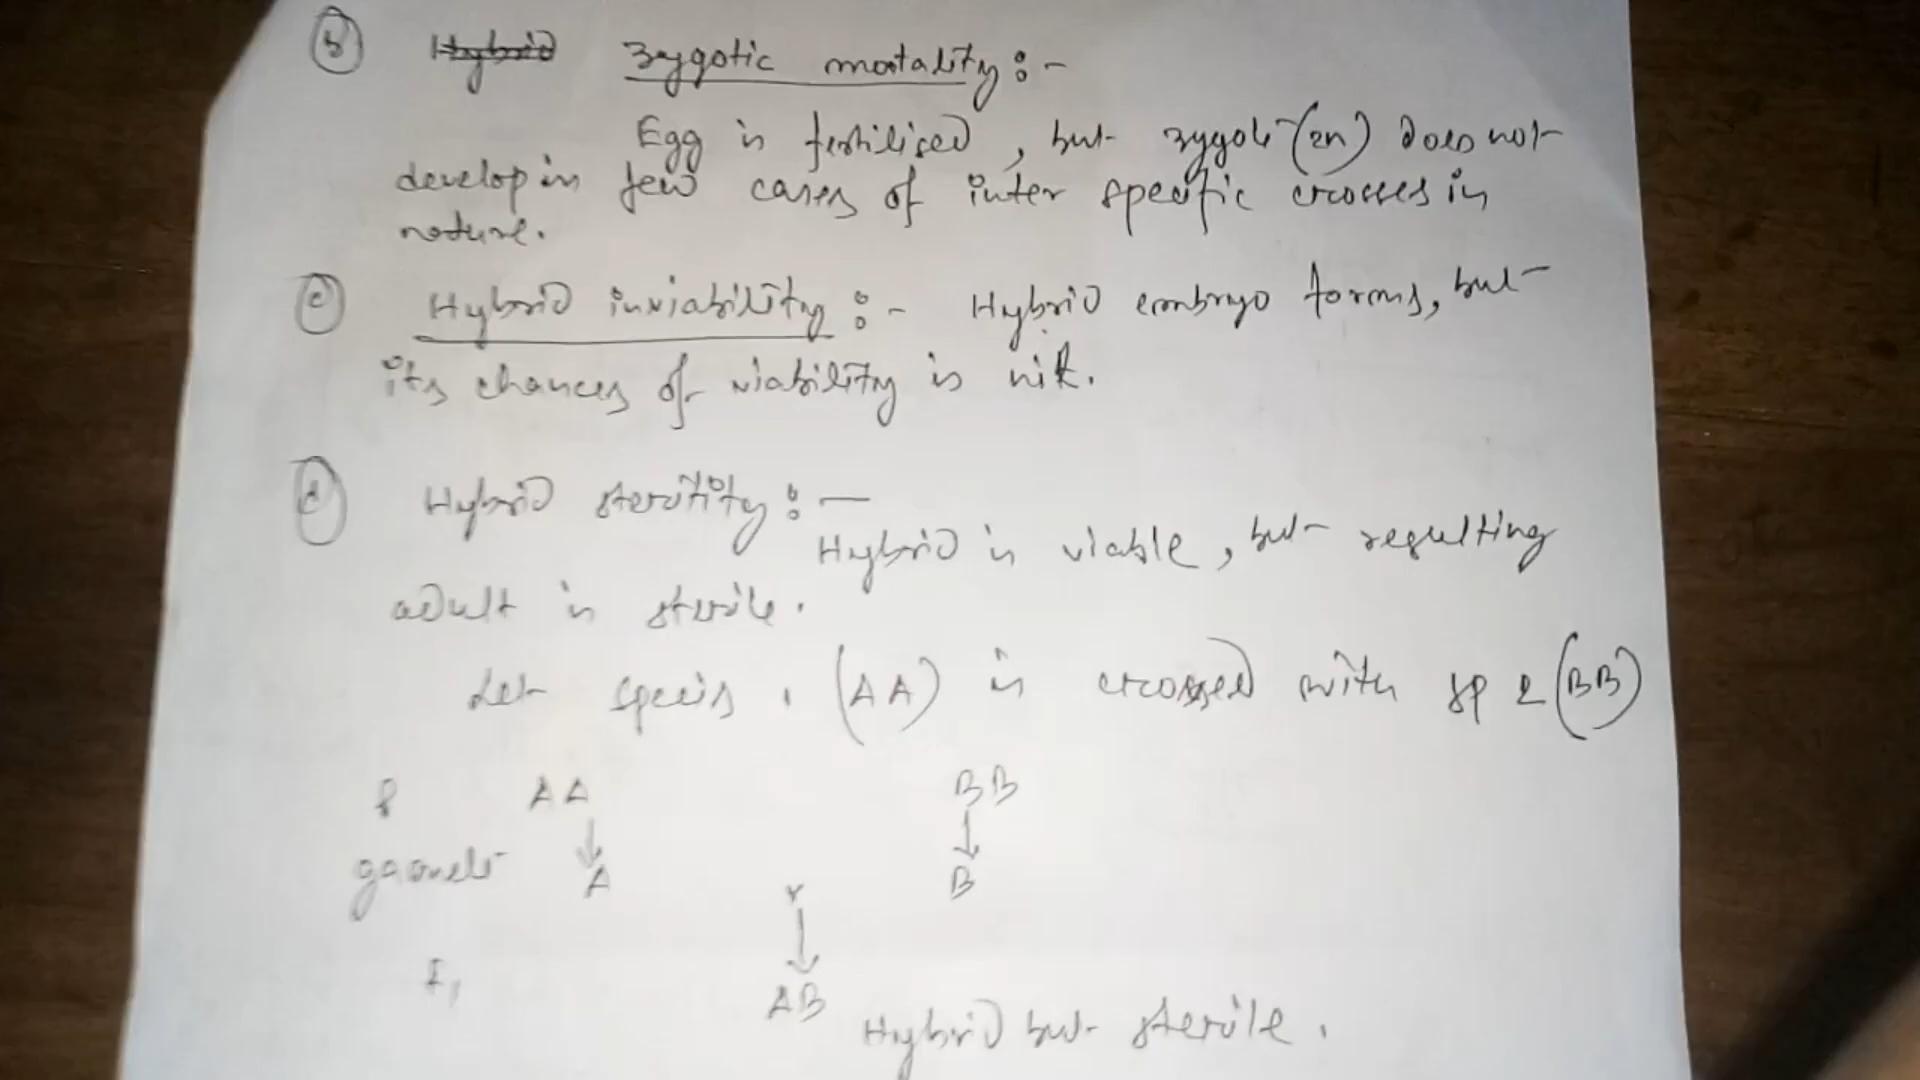 (b) Hybrid Zygotic mortality :-
Egg is fertilised, but zygote (2n) does not
develop in few cases of inter specific crosses in
nature.
(c) Hybrid inviability :- Hybrid embryo forms, but
its chances of viability is nil.
(d) Hybrid sterility :-
Hybrid is viable, but resulting
adult is sterile.
Let species 1 (AA) is crossed with sp 2 (BB)
P AA BB
↓ ↓
gamete A B
x
↓
F1 AB
Hybrid but sterile.